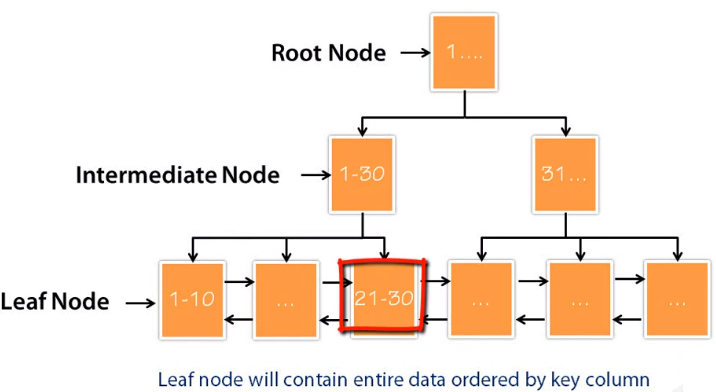 Root Node
1....
Intermediate Node
1-30
31...
Leaf Node
1-10
...
21-30
...
...
...
Leaf node will contain entire data ordered by key column